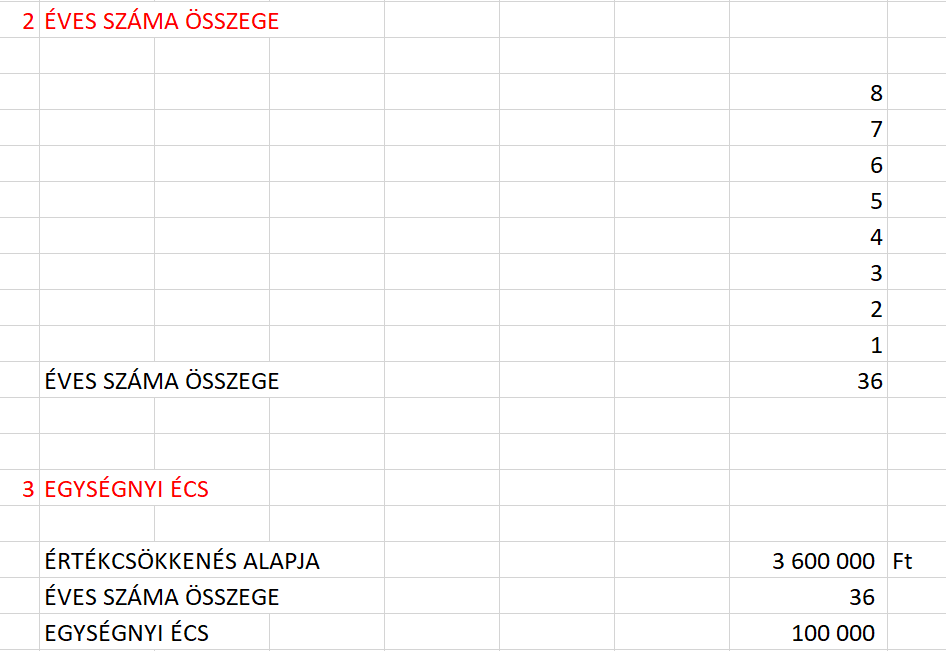 2 ÉVES SZÁMA ÖSSZEGE
8
7
6
5
4
3
2
1
ÉVES SZÁMA ÖSSZEGE 36
3 EGYSÉGNYI ÉCS
ÉRTÉKCSÖKKENÉS ALAPJA 3 600 000 Ft
ÉVES SZÁMA ÖSSZEGE 36
EGYSÉGNYI ÉCS 100 000